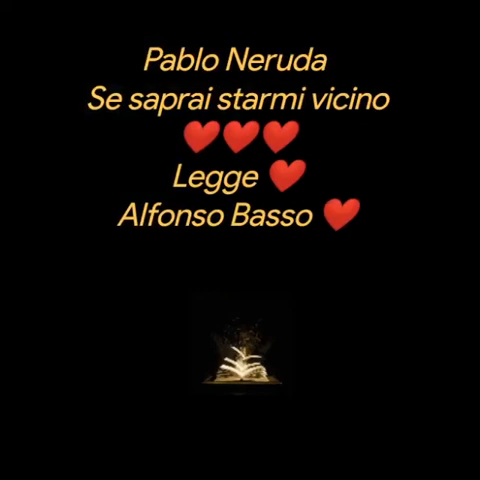 Pablo Neruda
Se saprai starmi vicino
❤️❤️❤️
Legge ❤️
Alfonso Basso ❤️